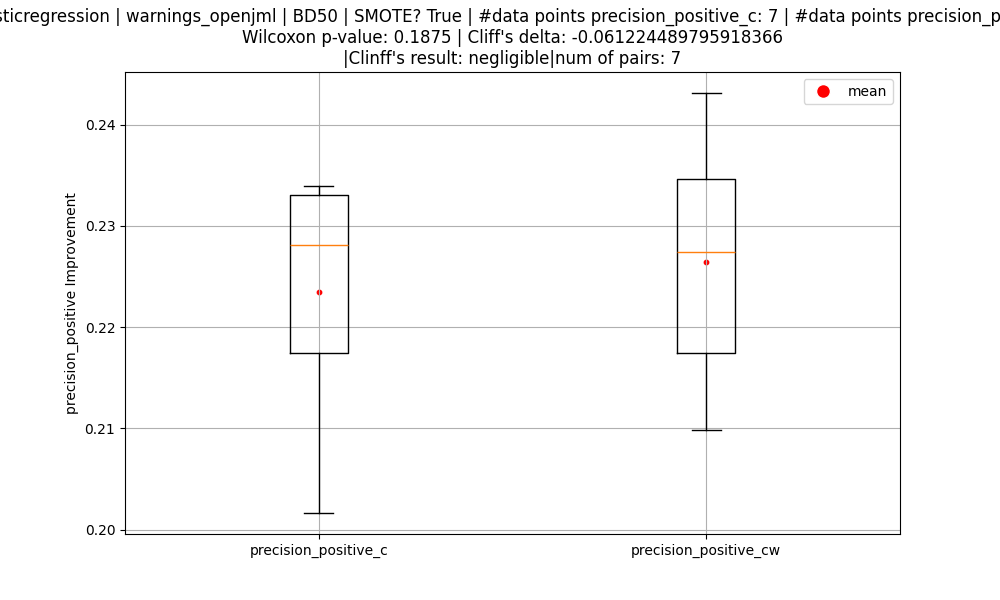 sticregression | warnings_openjml | BD50 | SMOTE? True | #data points precision_positive_c: 7 | #data points precision_p
Wilcoxon p-value: 0.1875 | Cliff's delta: -0.061224489795918366
|Clinff's result: negligible|num of pairs: 7
mean
0.24
0.23
0.22
0.21
0.20
precision_positive Improvement
precision_positive_c
precision_positive_cw